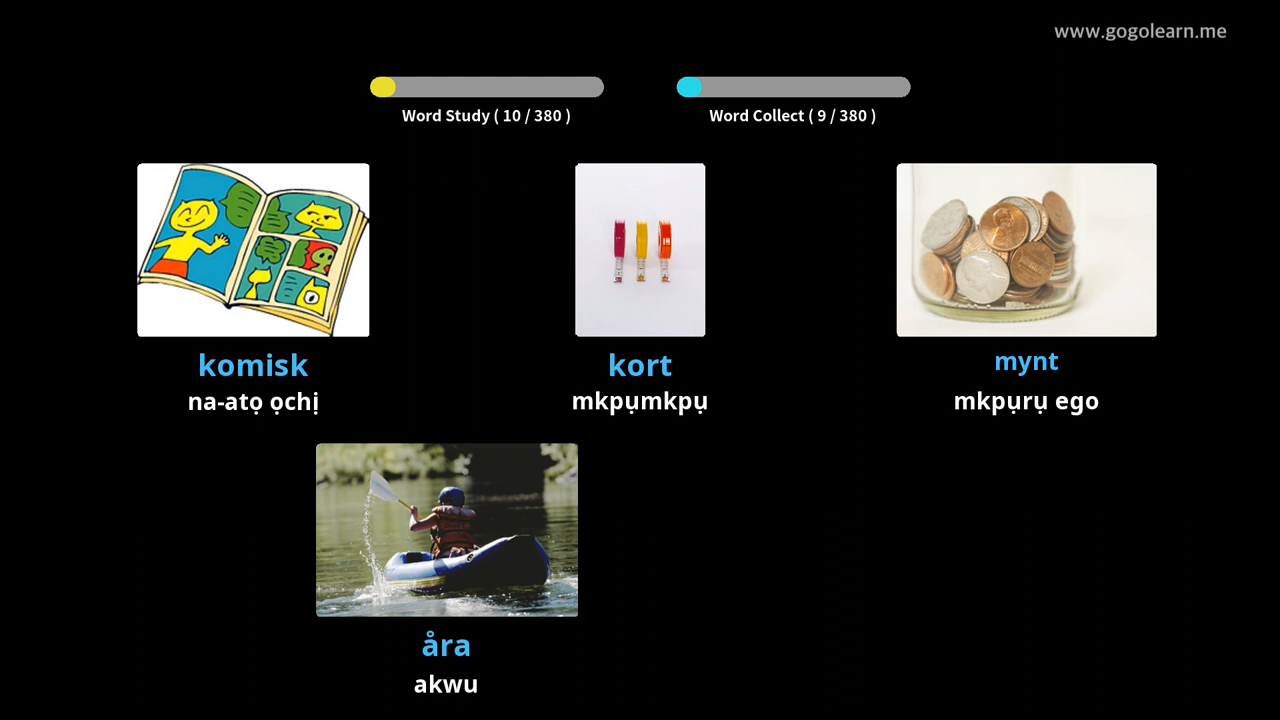 www.gogolearn.me
Word Study ( 10 / 380 )
Word Collect ( 9 / 380 )
komisk
na-atọ ọchị
kort
mkpụmkpụ
mynt
mkpụrụ ego
åra
akwu